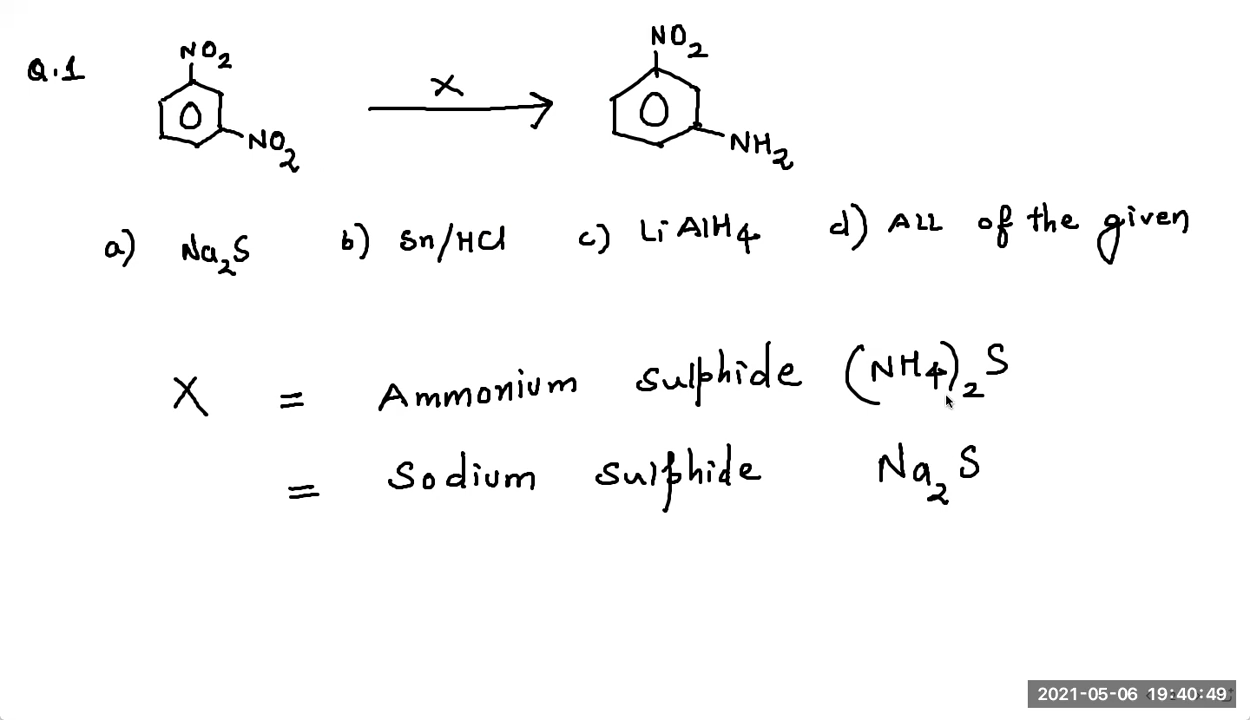 Q.1
NO2
NO2
X
NO2
NH2
a) Na2S b) Sn/HCl c) LiAlH4 d) ALL of the given
X = Ammonium sulphide (NH4)2S
= Sodium sulphide Na2S
2021-05-06 19:40:49